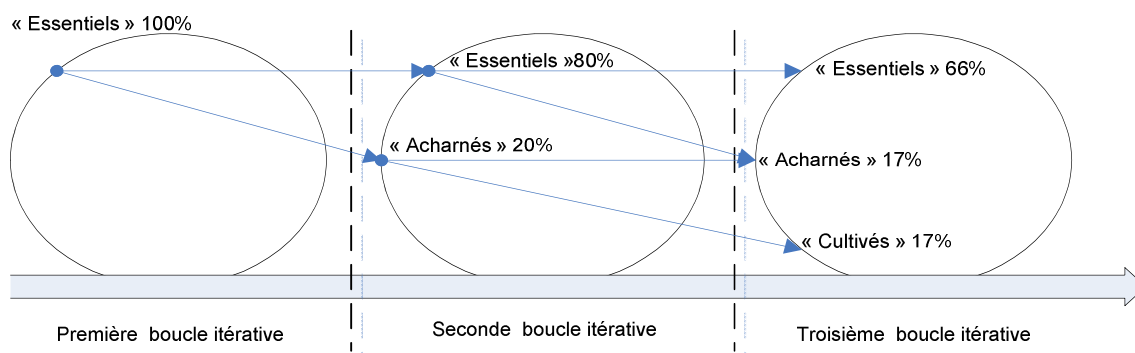 « Essentiels » 100%
« Essentiels »80%
« Essentiels » 66%
« Acharnés » 20%
« Acharnés » 17%
« Cultivés » 17%
Première boucle itérative
Seconde boucle itérative
Troisième boucle itérative